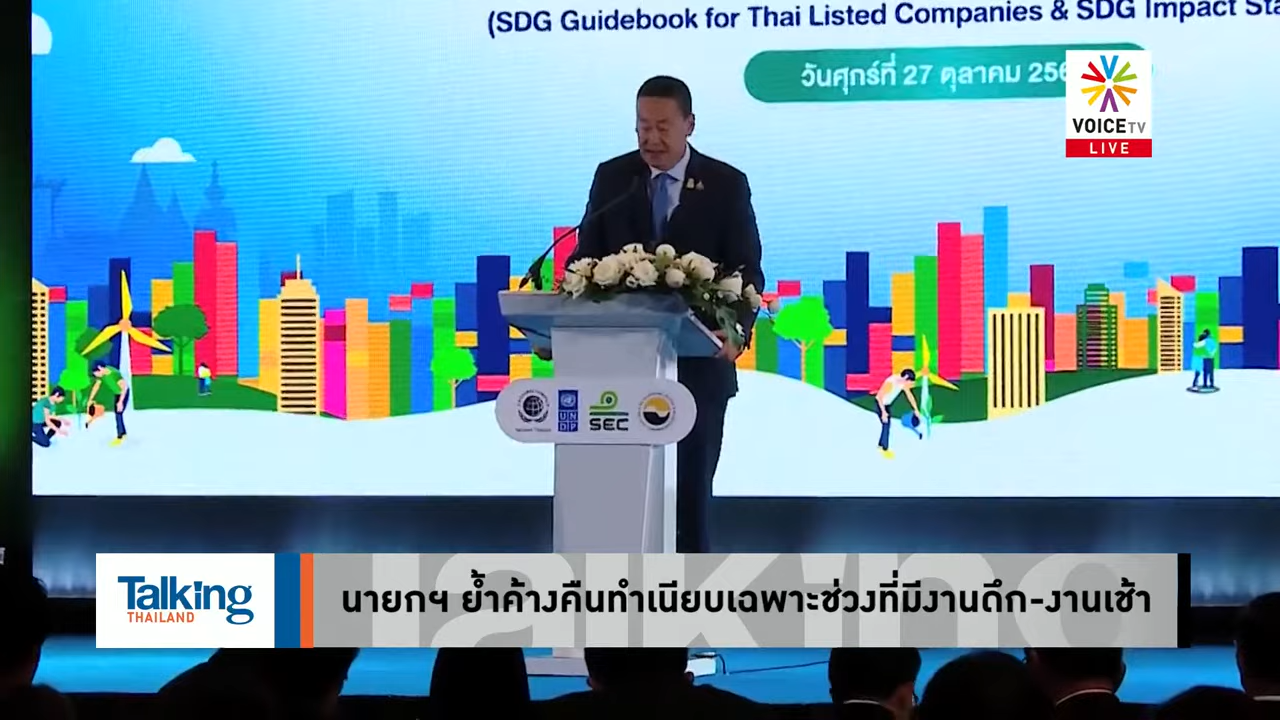 (SDG Guidebook for Thai Listed Companies & SDG Impact Sta
วันศุกร์ที่ 27 ตุลาคม 256
VOICE TV
LIVE
UN
DP
SEC
Talking
THAILAND
นายกฯ ย้ำค้างคืนทำเนียบเฉพาะช่วงที่มีงานดึก-งานเช้า